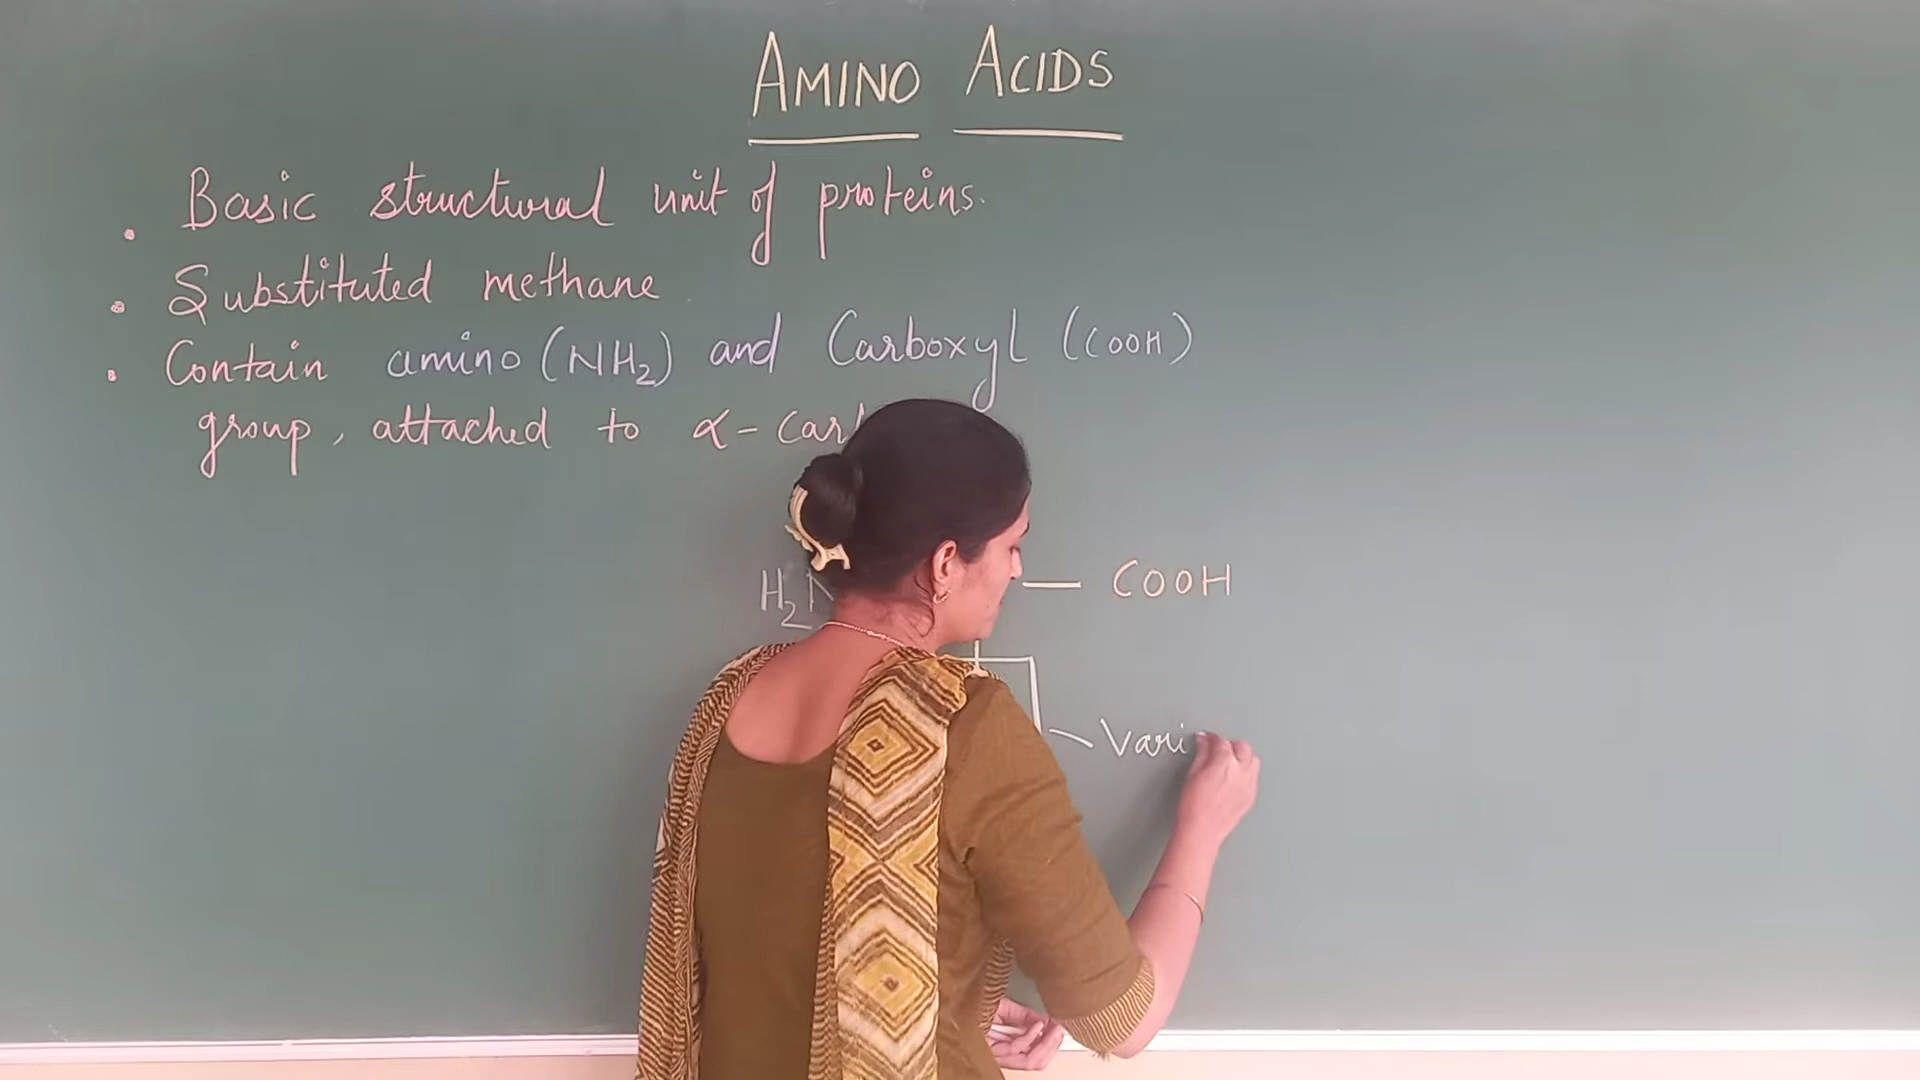 AMINO ACIDS
. Basic structural unit of proteins.
. Substituted methane
. Contain amino (NH₂) and Carboxyl (COOH)
group, attached to α-
H₂N — COOH
Vari